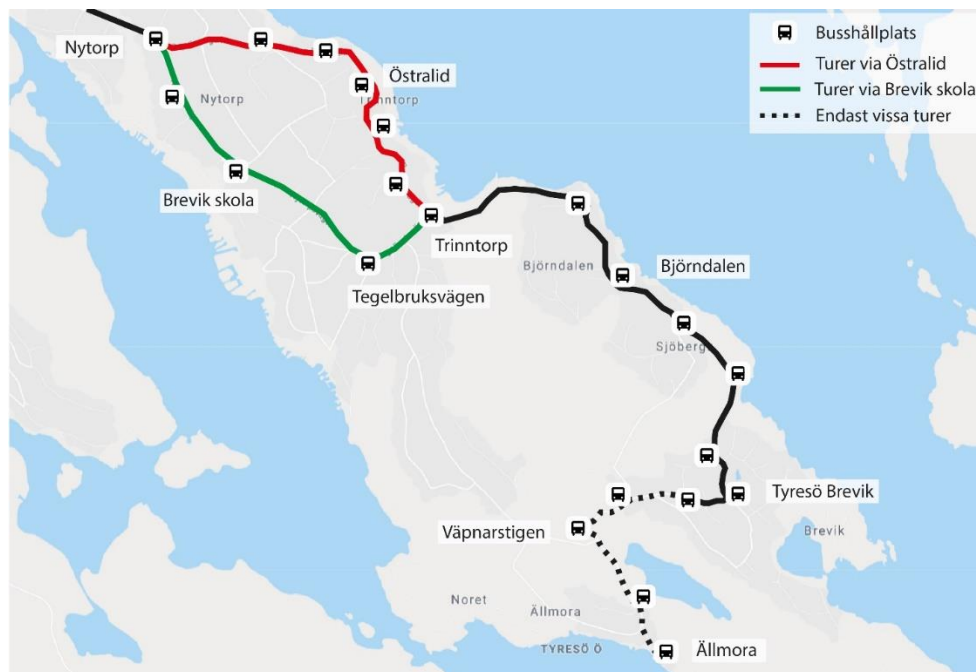 Busshållplats
Turer via Östralid
Turer via Brevik skola
Endast vissa turer
Nytorp
Östralid
Nytorp
Trinntorp
Brevik skola
Trinntorp
Tegelbruksvägen
Björndalen
Björndalen
Sjöberg
Tyresö Brevik
Väpnarstigen
Brevik
Noret
Ällmora
TYRESÖ Ö
Ällmora